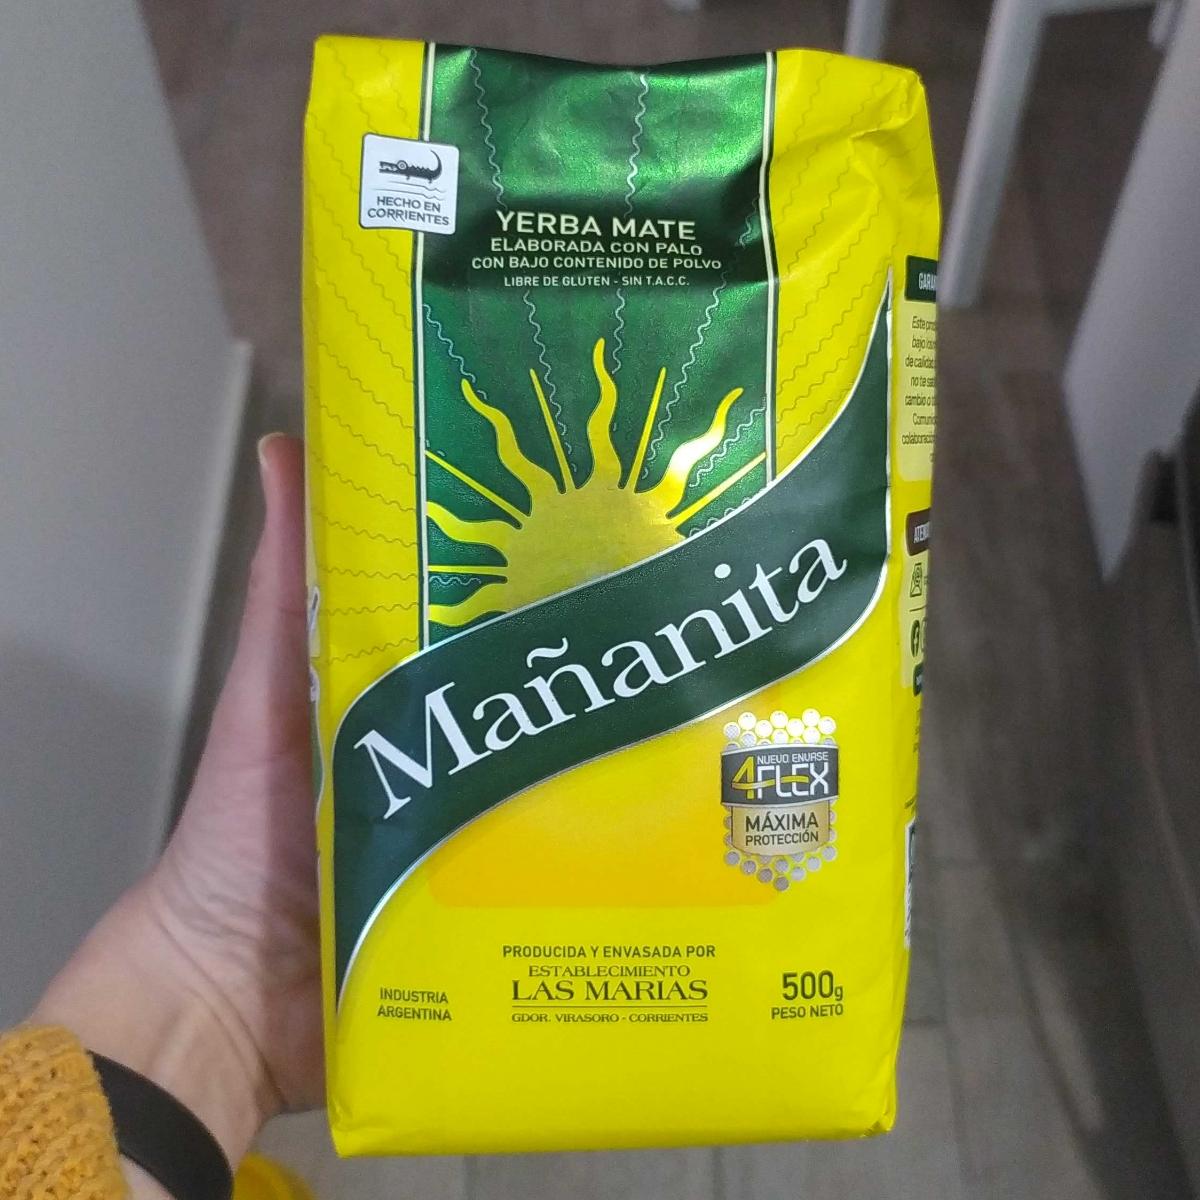 HECHO EN
CORRIENTES
YERBA MATE
ELABORADA CON PALO
CON BAJO CONTENIDO DE POLVO
LIBRE DE GLUTEN - SIN T.A.C.C.
Mañanita
NUEVO ENVASE
4FLEX
MÁXIMA
PROTECCIÓN
PRODUCIDA Y ENVASADA POR
ESTABLECIMIENTO
LAS MARIAS
GDOR. VIRASORO - CORRIENTES
INDUSTRIA
ARGENTINA
500g
PESO NETO